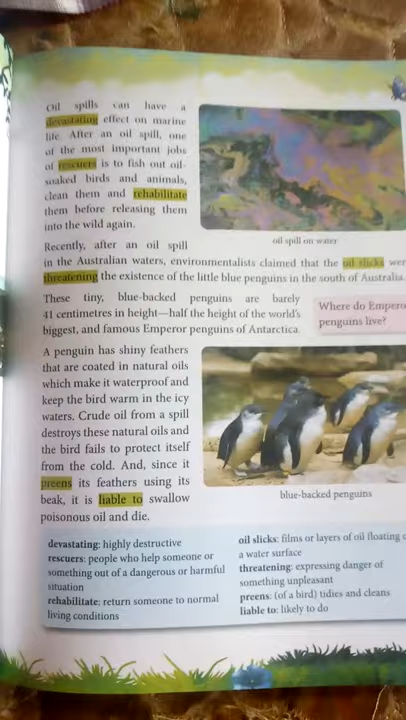 Oil spills can have a
devastating effect on marine
life. After an oil spill, one
of the most important jobs
of rescuers is to fish out oil-
soaked birds and animals,
clean them and rehabilitate
them before releasing them
into the wild again.
oil spill on water
Recently, after an oil spill
in the Australian waters, environmentalists claimed that the oil slicks wer
threatening the existence of the little blue penguins in the south of Australia.
These tiny, blue-backed penguins are barely
41 centimetres in height—half the height of the world's
biggest, and famous Emperor penguins of Antarctica.
Where do Empero
penguins live?
A penguin has shiny feathers
that are coated in natural oils
which make it waterproof and
keep the bird warm in the icy
waters. Crude oil from a spill
destroys these natural oils and
the bird fails to protect itself
from the cold. And, since it
preens its feathers using its
beak, it is liable to swallow
poisonous oil and die.
blue-backed penguins
devastating: highly destructive
rescuers: people who help someone or
something out of a dangerous or harmful
situation
rehabilitate: return someone to normal
living conditions
oil slicks: films or layers of oil floating o
a water surface
threatening: expressing danger of
something unpleasant
preens: (of a bird) tidies and cleans
liable to: likely to do